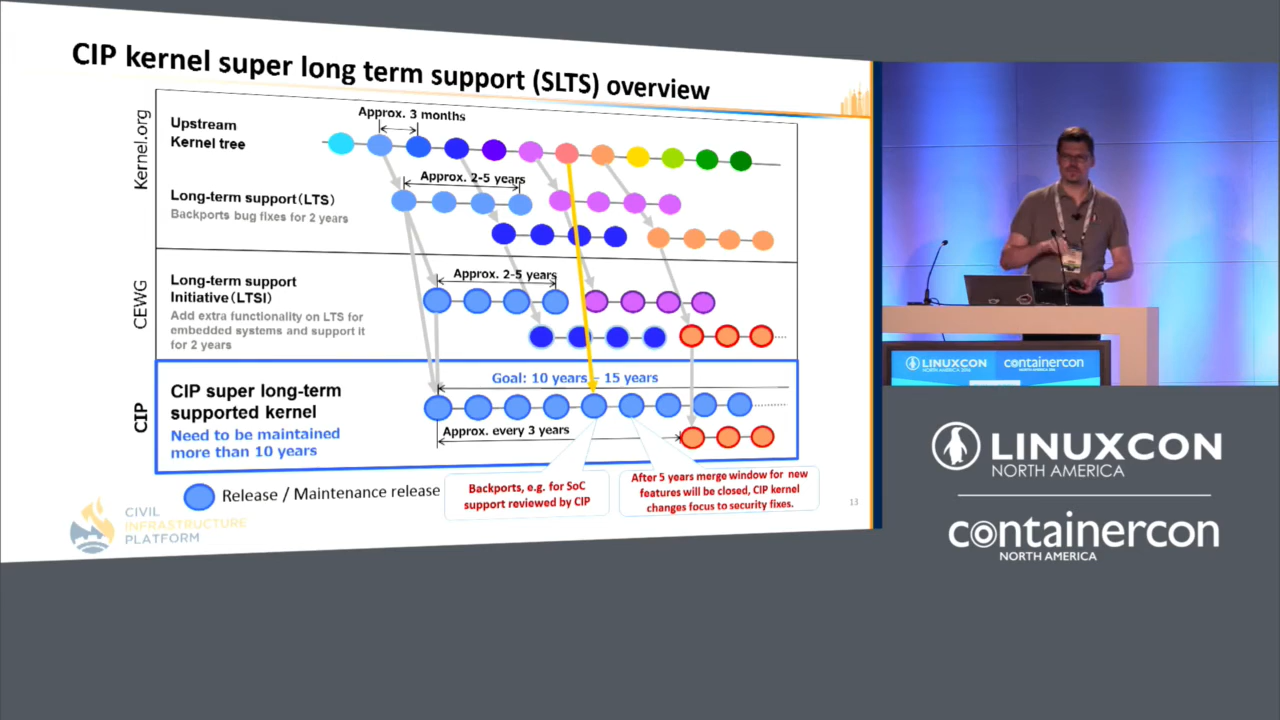 CIP kernel super long term support (SLTS) overview
Kernel.org
Approx. 3 months
Upstream
Kernel tree
Approx. 2-5 years
Long-term support(LTS)
Backports bug fixes for 2 years
CEWG
Approx. 2-5 years
Long-term support
Initiative(LTSI)
Add extra functionality on LTS for
embedded systems and support it
for 2 years
CIP
Goal: 10 years - 15 years
CIP super long-term
supported kernel
Need to be maintained
more than 10 years
Approx. every 3 years
Release / Maintenance release
Backports, e.g. for SoC
support reviewed by CIP
After 5 years merge window for new
features will be closed, CIP kernel
changes focus to security fixes.
13
CIVIL
INFRASTRUCTURE
PLATFORM
LINUXCON
containercon
LINUXCON
NORTH AMERICA
containercon
NORTH AMERICA